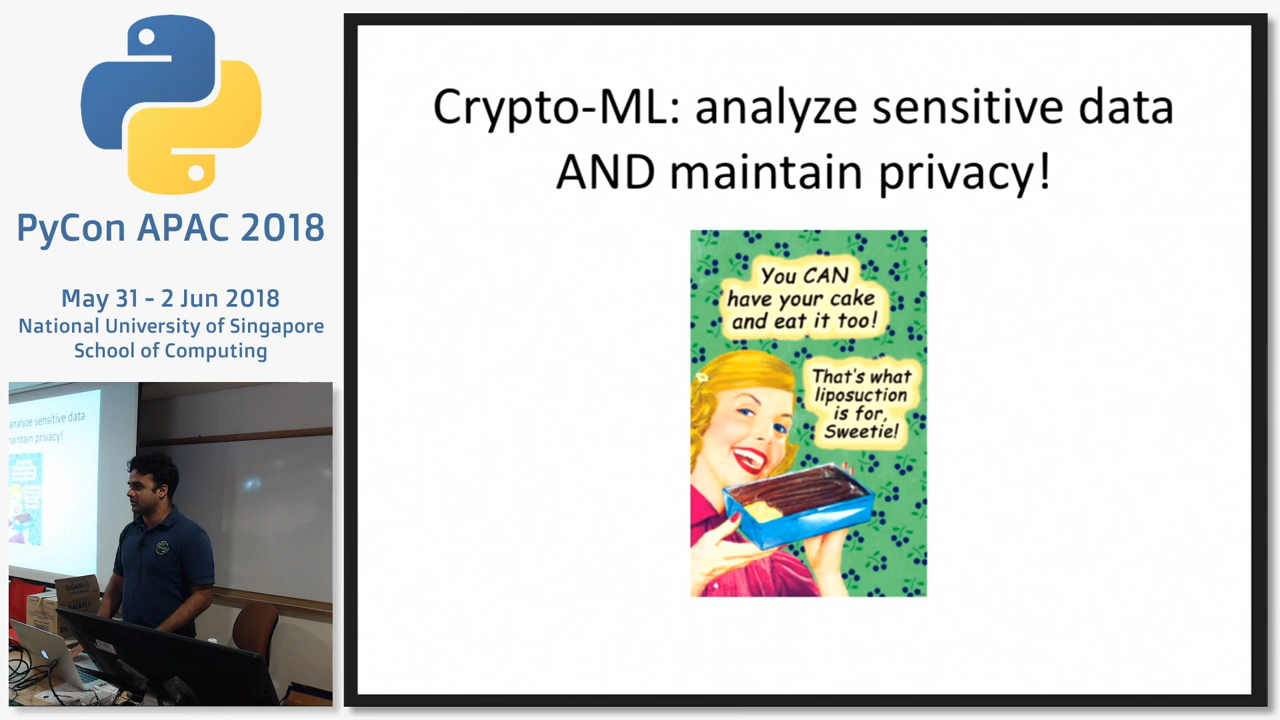 PyCon APAC 2018
May 31 - 2 Jun 2018
National University of Singapore
School of Computing
Crypto-ML: analyze sensitive data
AND maintain privacy!
You CAN
have your cake
and eat it too!
That's what
liposuction
is for,
Sweetie!
analyze sensitive data
maintain privacy!